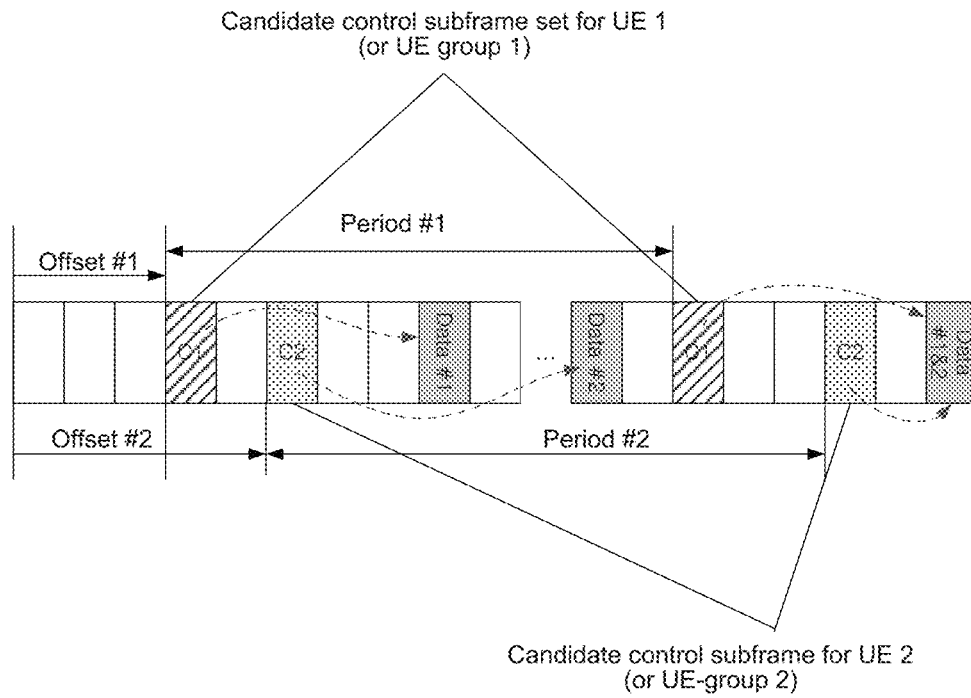 Candidate control subframe set for UE 1
(or UE group 1)
Period #1
Offset #1
C1
C2
Data #1
...
Data #2
C1
C2
Data
#1&2
Offset #2
Period #2
Candidate control subframe for UE 2
(or UE-group 2)